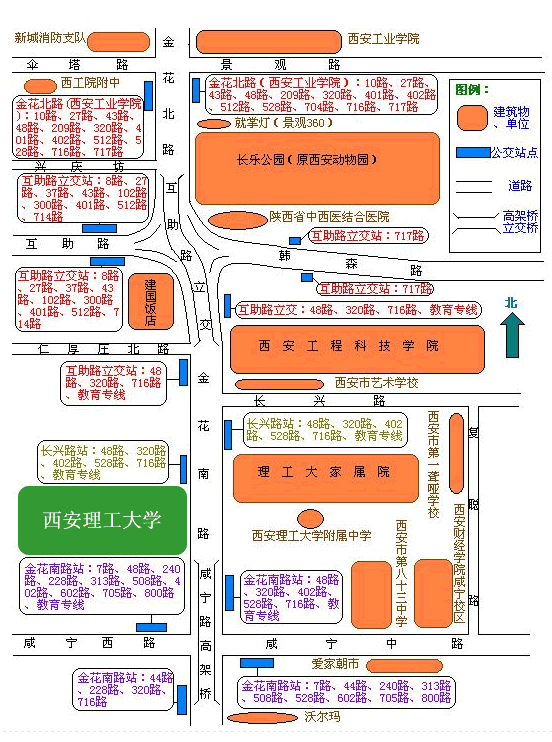 新城消防支队
金
西安工业学院
伞 塔 路
景 观 路
西工院附中
花
北
路
金花北路(西安工业学院
):10路、27、43、
48路、209路、320路、4
01路、402路、512路、5
28路、716路、717路
金花北路(西安工业学院):10路、27路、
43路、48路、209路、320路、401路、402路
、512路、528路、704路、716路、717路
图例:
建筑物
、单位
公交站点
道路
高架桥
立交桥
就掌灯(景观360)
长乐公园(原西安动物园)
兴 庆 坊
互助路立交站:8路、27
路、37路、43路、102路
、300路、401路、512路
、714路
互
助
路
立
交
陕西省中西医结合医院
互助路立交站:717路
互 助 路
韩 森 路
互助路立交站:8路
、27路、37路、43
路、102路、300路
、401路、512路、7
14路
建国饭店
互助路立交站:717路
北
互助路立交:48路、320路、716路、教育专线
西安工程科技学院
仁 厚 庄 北 路
互助路立交站:48
路、320路、716路
、教育专线
金
花
南
路
西安市艺术学校
长 兴 路
长兴路站:48路、320路、402
路、528路、716路、教育专线
西安市第一聋哑学校
复
聪
路
长兴路站:48路、320路
、402路、528路、716路
、教育专线
理工大家属院
西安理工大学
西安理工大学附属中学
西安市第八十三中学
西安财经学院咸宁校区
金花南路站:7路、48路、240
路、228路、313路、508路、4
02路、602路、705路、800路
、教育专线
咸
宁
路
高
架
桥
金花南路站:48路
、320路、402路、
528路、716路、教
育专线
咸 宁 西 路
咸 宁 中 路
爱家朝市
金花南路站:44路
、228路、320路、
716路
金花南路站:7路、44路、240路、313路
、508路、528路、602路、705路、800路
沃尔玛